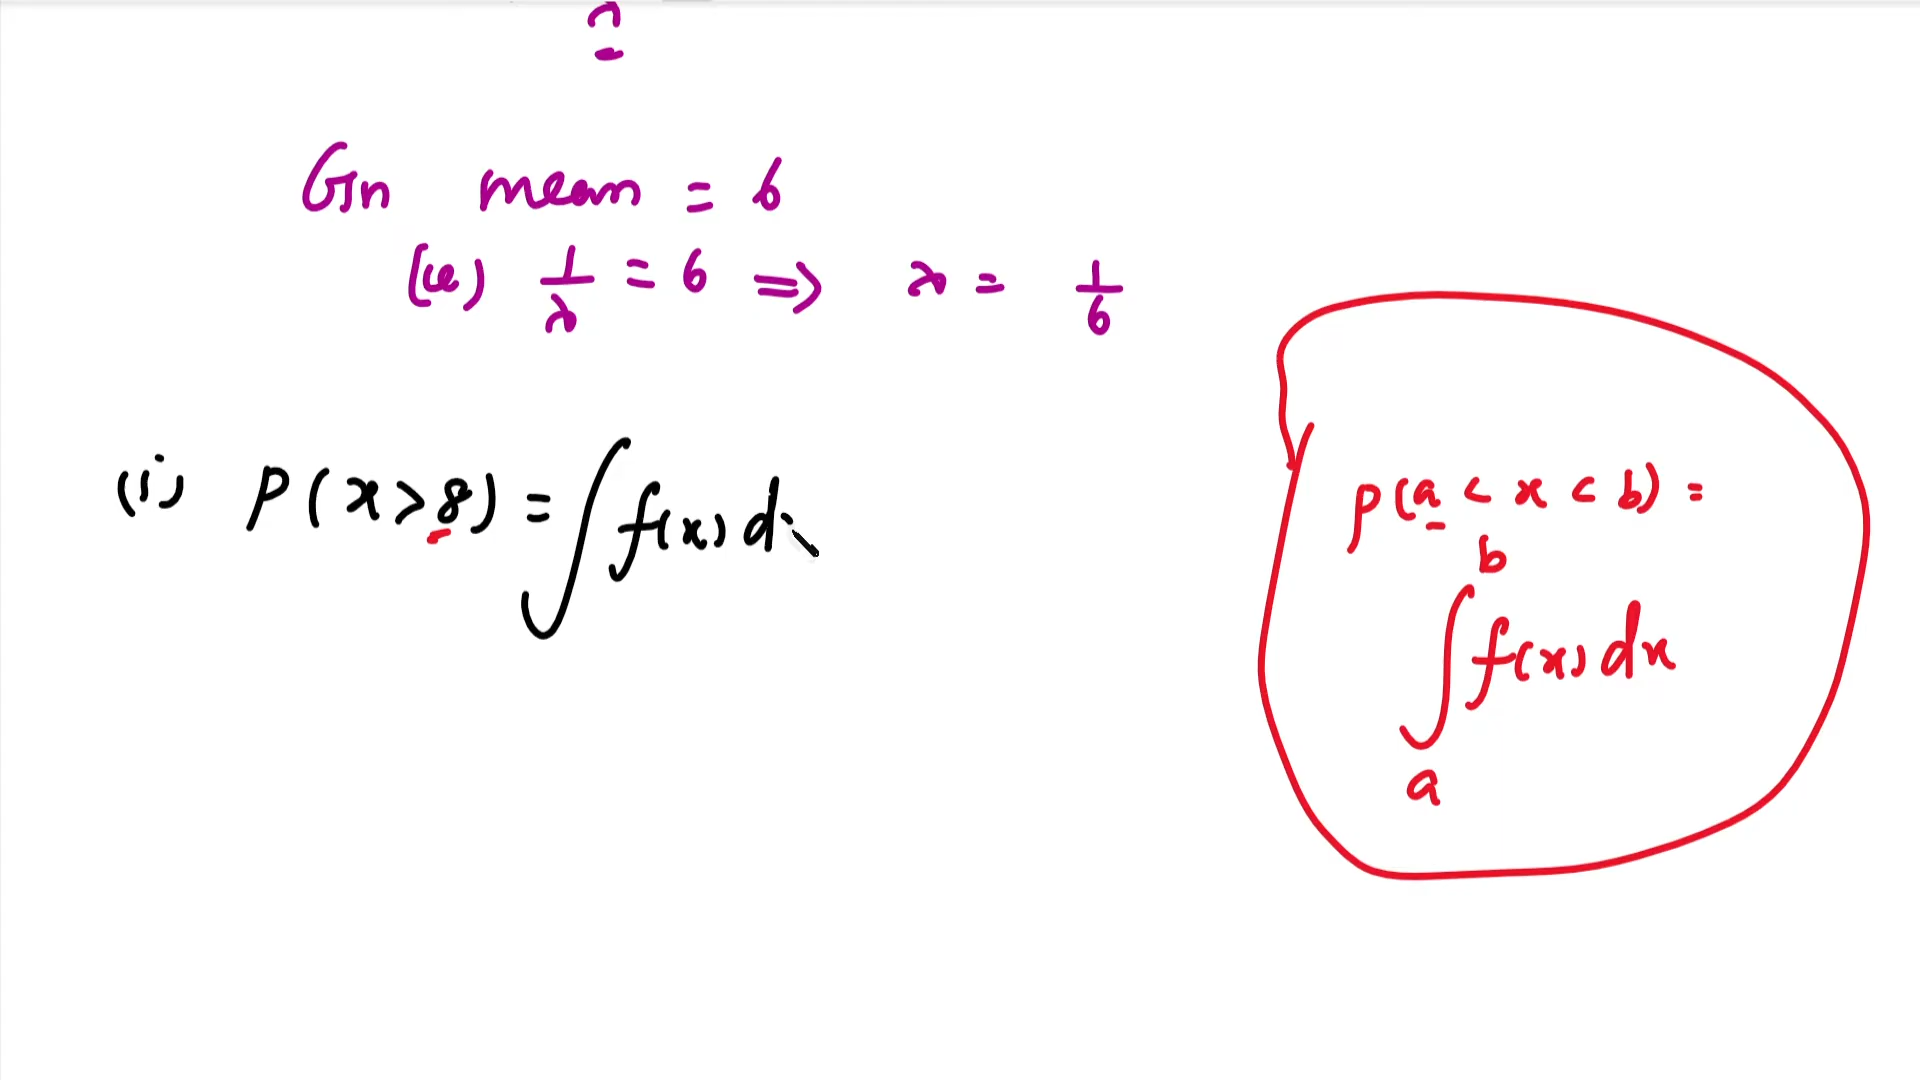 Gn mean = 6
(ie) 1/λ = 6 ⇒ λ = 1/6
(i) P(x>8) = ∫ f(x) d
P(a < x < b) =
b
∫ f(x) dx
a